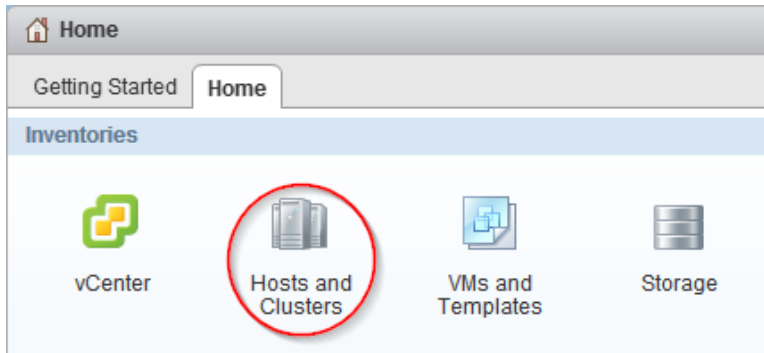 Home
Getting Started
Home
Inventories
vCenter
Hosts and
Clusters
VMs and
Templates
Storage